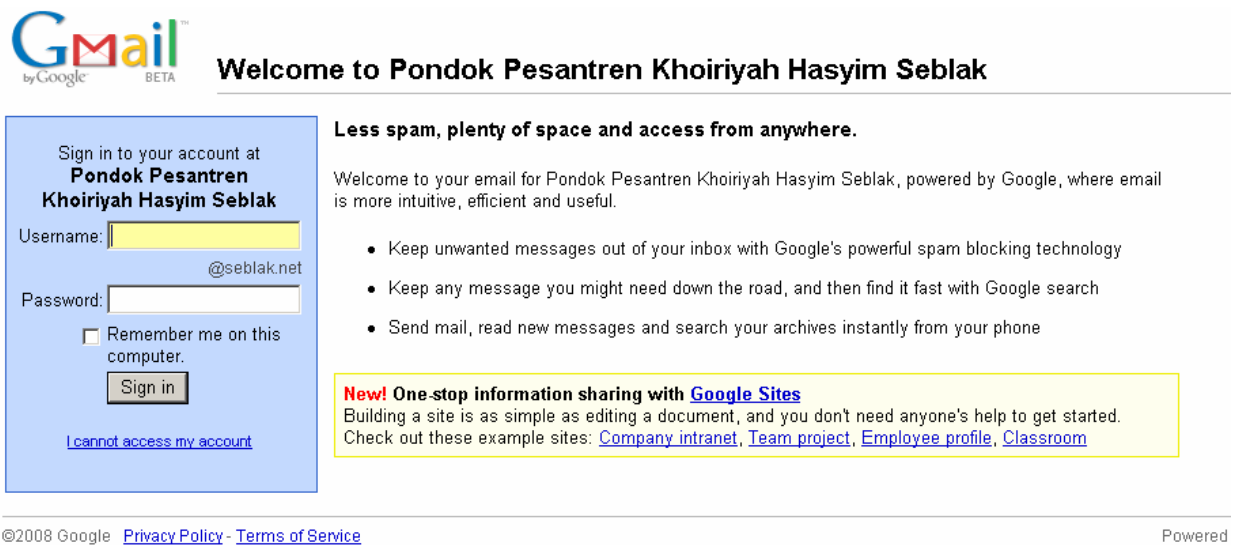 Gmail™
by Google BETA
Welcome to Pondok Pesantren Khoiriyah Hasyim Seblak
Sign in to your account at
Pondok Pesantren
Khoiriyah Hasyim Seblak
Username:
@seblak.net
Password:
Remember me on this
computer.
Sign in
I cannot access my account
Less spam, plenty of space and access from anywhere.
Welcome to your email for Pondok Pesantren Khoiriyah Hasyim Seblak, powered by Google, where email
is more intuitive, efficient and useful.
• Keep unwanted messages out of your inbox with Google's powerful spam blocking technology
• Keep any message you might need down the road, and then find it fast with Google search
• Send mail, read new messages and search your archives instantly from your phone
New! One-stop information sharing with Google Sites
Building a site is as simple as editing a document, and you don't need anyone's help to get started.
Check out these example sites: Company intranet, Team project, Employee profile, Classroom
©2008 Google Privacy Policy - Terms of Service Powered